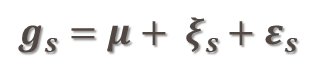 gₛ = μ + ξₛ + εₛ